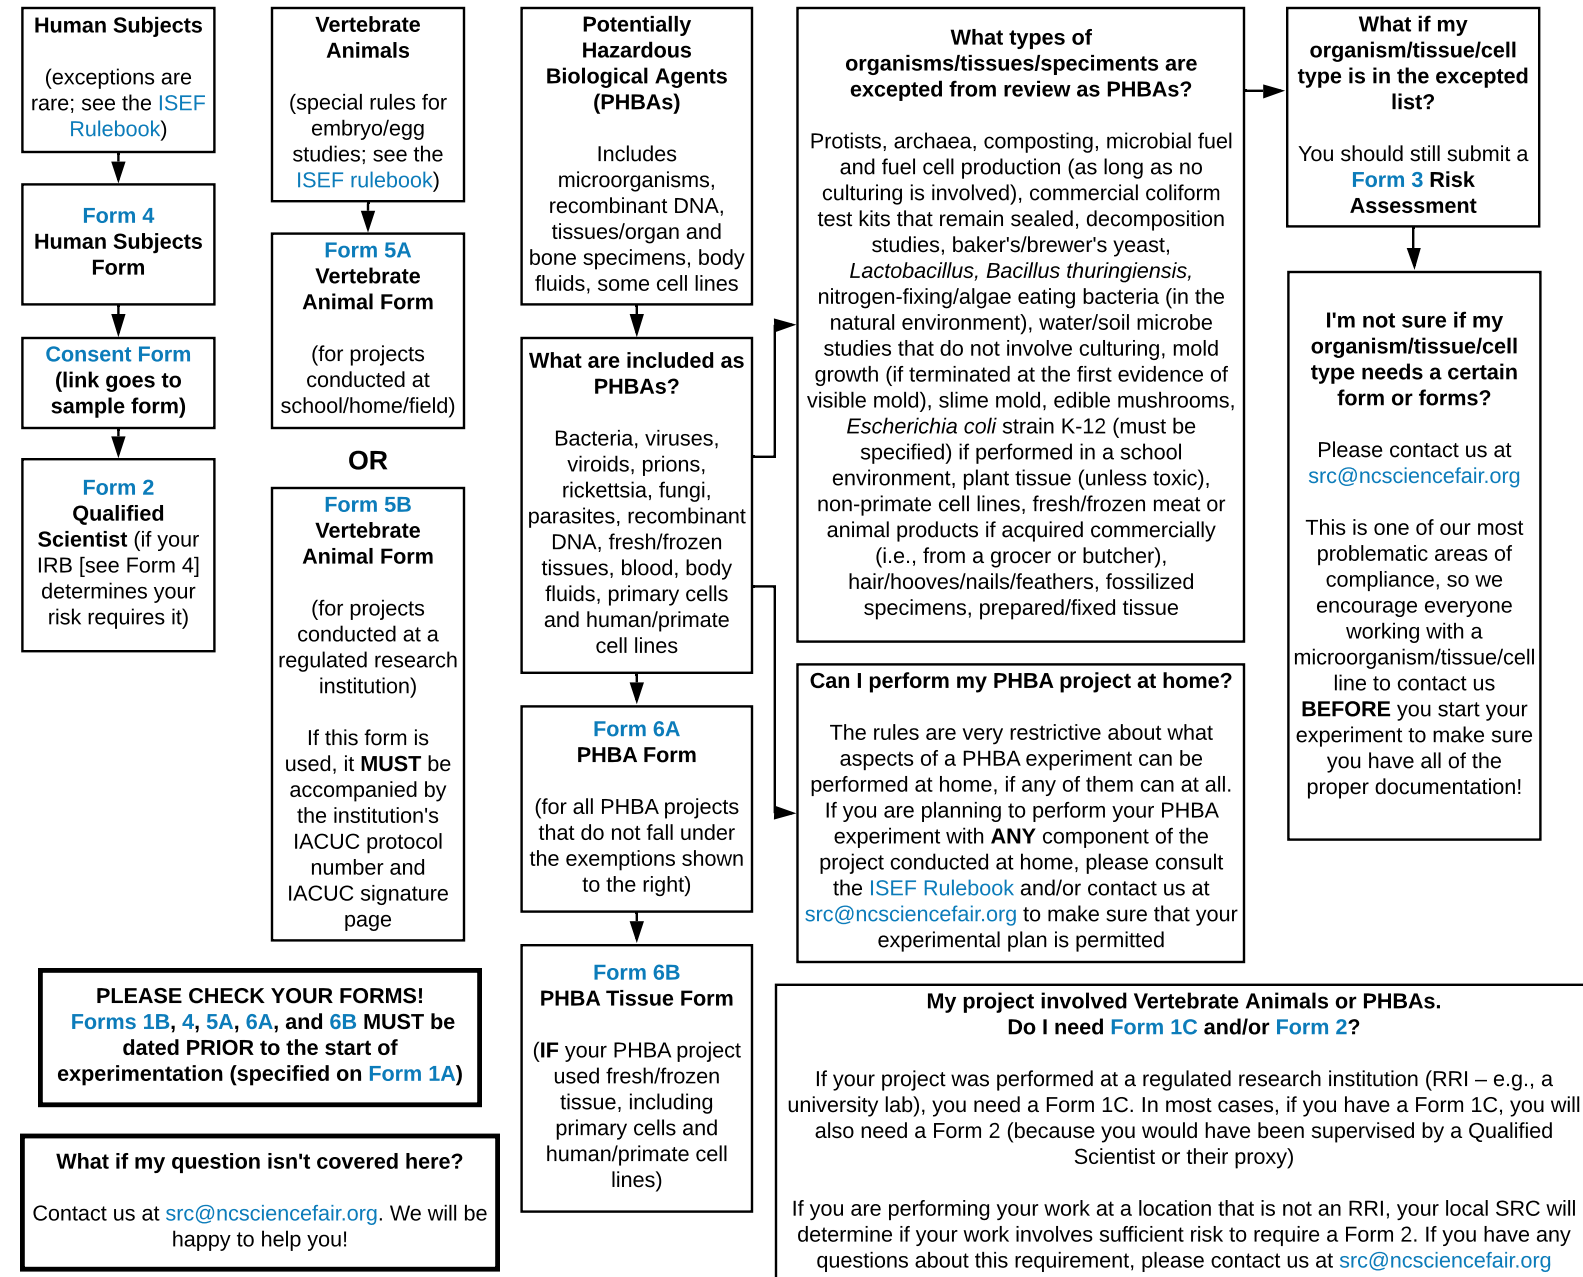 Human Subjects
(exceptions are
rare; see the ISEF
Rulebook)
Form 4
Human Subjects
Form
Consent Form
(link goes to
sample form)
Form 2
Qualified
Scientist (if your
IRB [see Form 4]
determines your
risk requires it)
Vertebrate
Animals
(special rules for
embryo/egg
studies; see the
ISEF rulebook)
Form 5A
Vertebrate
Animal Form
(for projects
conducted at
school/home/field)
OR
Form 5B
Vertebrate
Animal Form
(for projects
conducted at a
regulated research
institution)
If this form is
used, it MUST be
accompanied by
the institution's
IACUC protocol
number and
IACUC signature
page
Potentially
Hazardous
Biological Agents
(PHBAs)
Includes
microorganisms,
recombinant DNA,
tissues/organ and
bone specimens, body
fluids, some cell lines
What are included as
PHBAs?
Bacteria, viruses,
viroids, prions,
rickettsia, fungi,
parasites, recombinant
DNA, fresh/frozen
tissues, blood, body
fluids, primary cells
and human/primate
cell lines
Form 6A
PHBA Form
(for all PHBA projects
that do not fall under
the exemptions shown
to the right)
Form 6B
PHBA Tissue Form
(IF your PHBA project
used fresh/frozen
tissue, including
primary cells and
human/primate cell
lines)
What types of
organisms/tissues/speciments are
excepted from review as PHBAs?
Protists, archaea, composting, microbial fuel
and fuel cell production (as long as no
culturing is involved), commercial coliform
test kits that remain sealed, decomposition
studies, baker's/brewer's yeast,
Lactobacillus, Bacillus thuringiensis,
nitrogen-fixing/algae eating bacteria (in the
natural environment), water/soil microbe
studies that do not involve culturing, mold
growth (if terminated at the first evidence of
visible mold), slime mold, edible mushrooms,
Escherichia coli strain K-12 (must be
specified) if performed in a school
environment, plant tissue (unless toxic),
non-primate cell lines, fresh/frozen meat or
animal products if acquired commercially
(i.e., from a grocer or butcher),
hair/hooves/nails/feathers, fossilized
specimens, prepared/fixed tissue
Can I perform my PHBA project at home?
The rules are very restrictive about what
aspects of a PHBA experiment can be
performed at home, if any of them can at all.
If you are planning to perform your PHBA
experiment with ANY component of the
project conducted at home, please consult
the ISEF Rulebook and/or contact us at
src@ncsciencefair.org to make sure that your
experimental plan is permitted
What if my
organism/tissue/cell
type is in the excepted
list?
You should still submit a
Form 3 Risk
Assessment
I'm not sure if my
organism/tissue/cell
type needs a certain
form or forms?
Please contact us at
src@ncsciencefair.org
This is one of our most
problematic areas of
compliance, so we
encourage everyone
working with a
microorganism/tissue/cell
line to contact us
BEFORE you start your
experiment to make sure
you have all of the
proper documentation!
PLEASE CHECK YOUR FORMS!
Forms 1B, 4, 5A, 6A, and 6B MUST be
dated PRIOR to the start of
experimentation (specified on Form 1A)
What if my question isn't covered here?
Contact us at src@ncsciencefair.org. We will be
happy to help you!
My project involved Vertebrate Animals or PHBAs.
Do I need Form 1C and/or Form 2?
If your project was performed at a regulated research institution (RRI – e.g., a
university lab), you need a Form 1C. In most cases, if you have a Form 1C, you will
also need a Form 2 (because you would have been supervised by a Qualified
Scientist or their proxy)
If you are performing your work at a location that is not an RRI, your local SRC will
determine if your work involves sufficient risk to require a Form 2. If you have any
questions about this requirement, please contact us at src@ncsciencefair.org